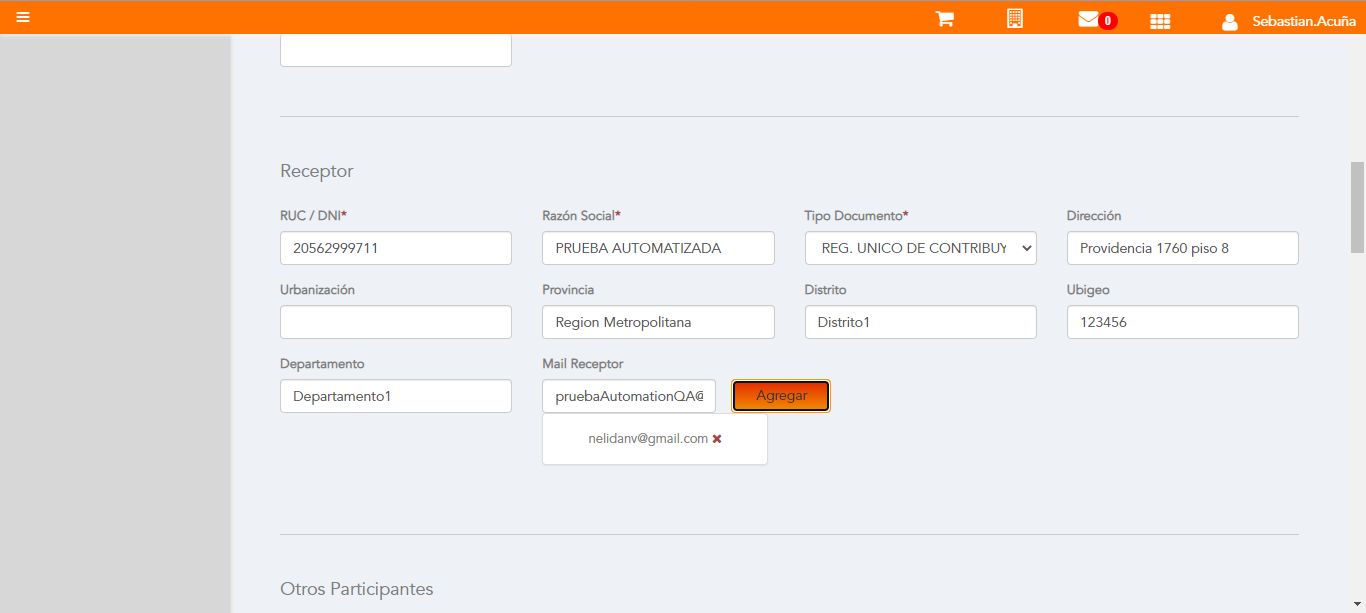 0
Sebastian.Acuña
Receptor
RUC / DNI* Razón Social* Tipo Documento* Dirección
20562999711 PRUEBA AUTOMATIZADA REG. UNICO DE CONTRIBUY Providencia 1760 piso 8
Urbanización Provincia Distrito Ubigeo
Region Metropolitana Distrito1 123456
Departamento Mail Receptor
Departamento1 pruebaAutomationQA@ Agregar
nelidanv@gmail.com
Otros Participantes